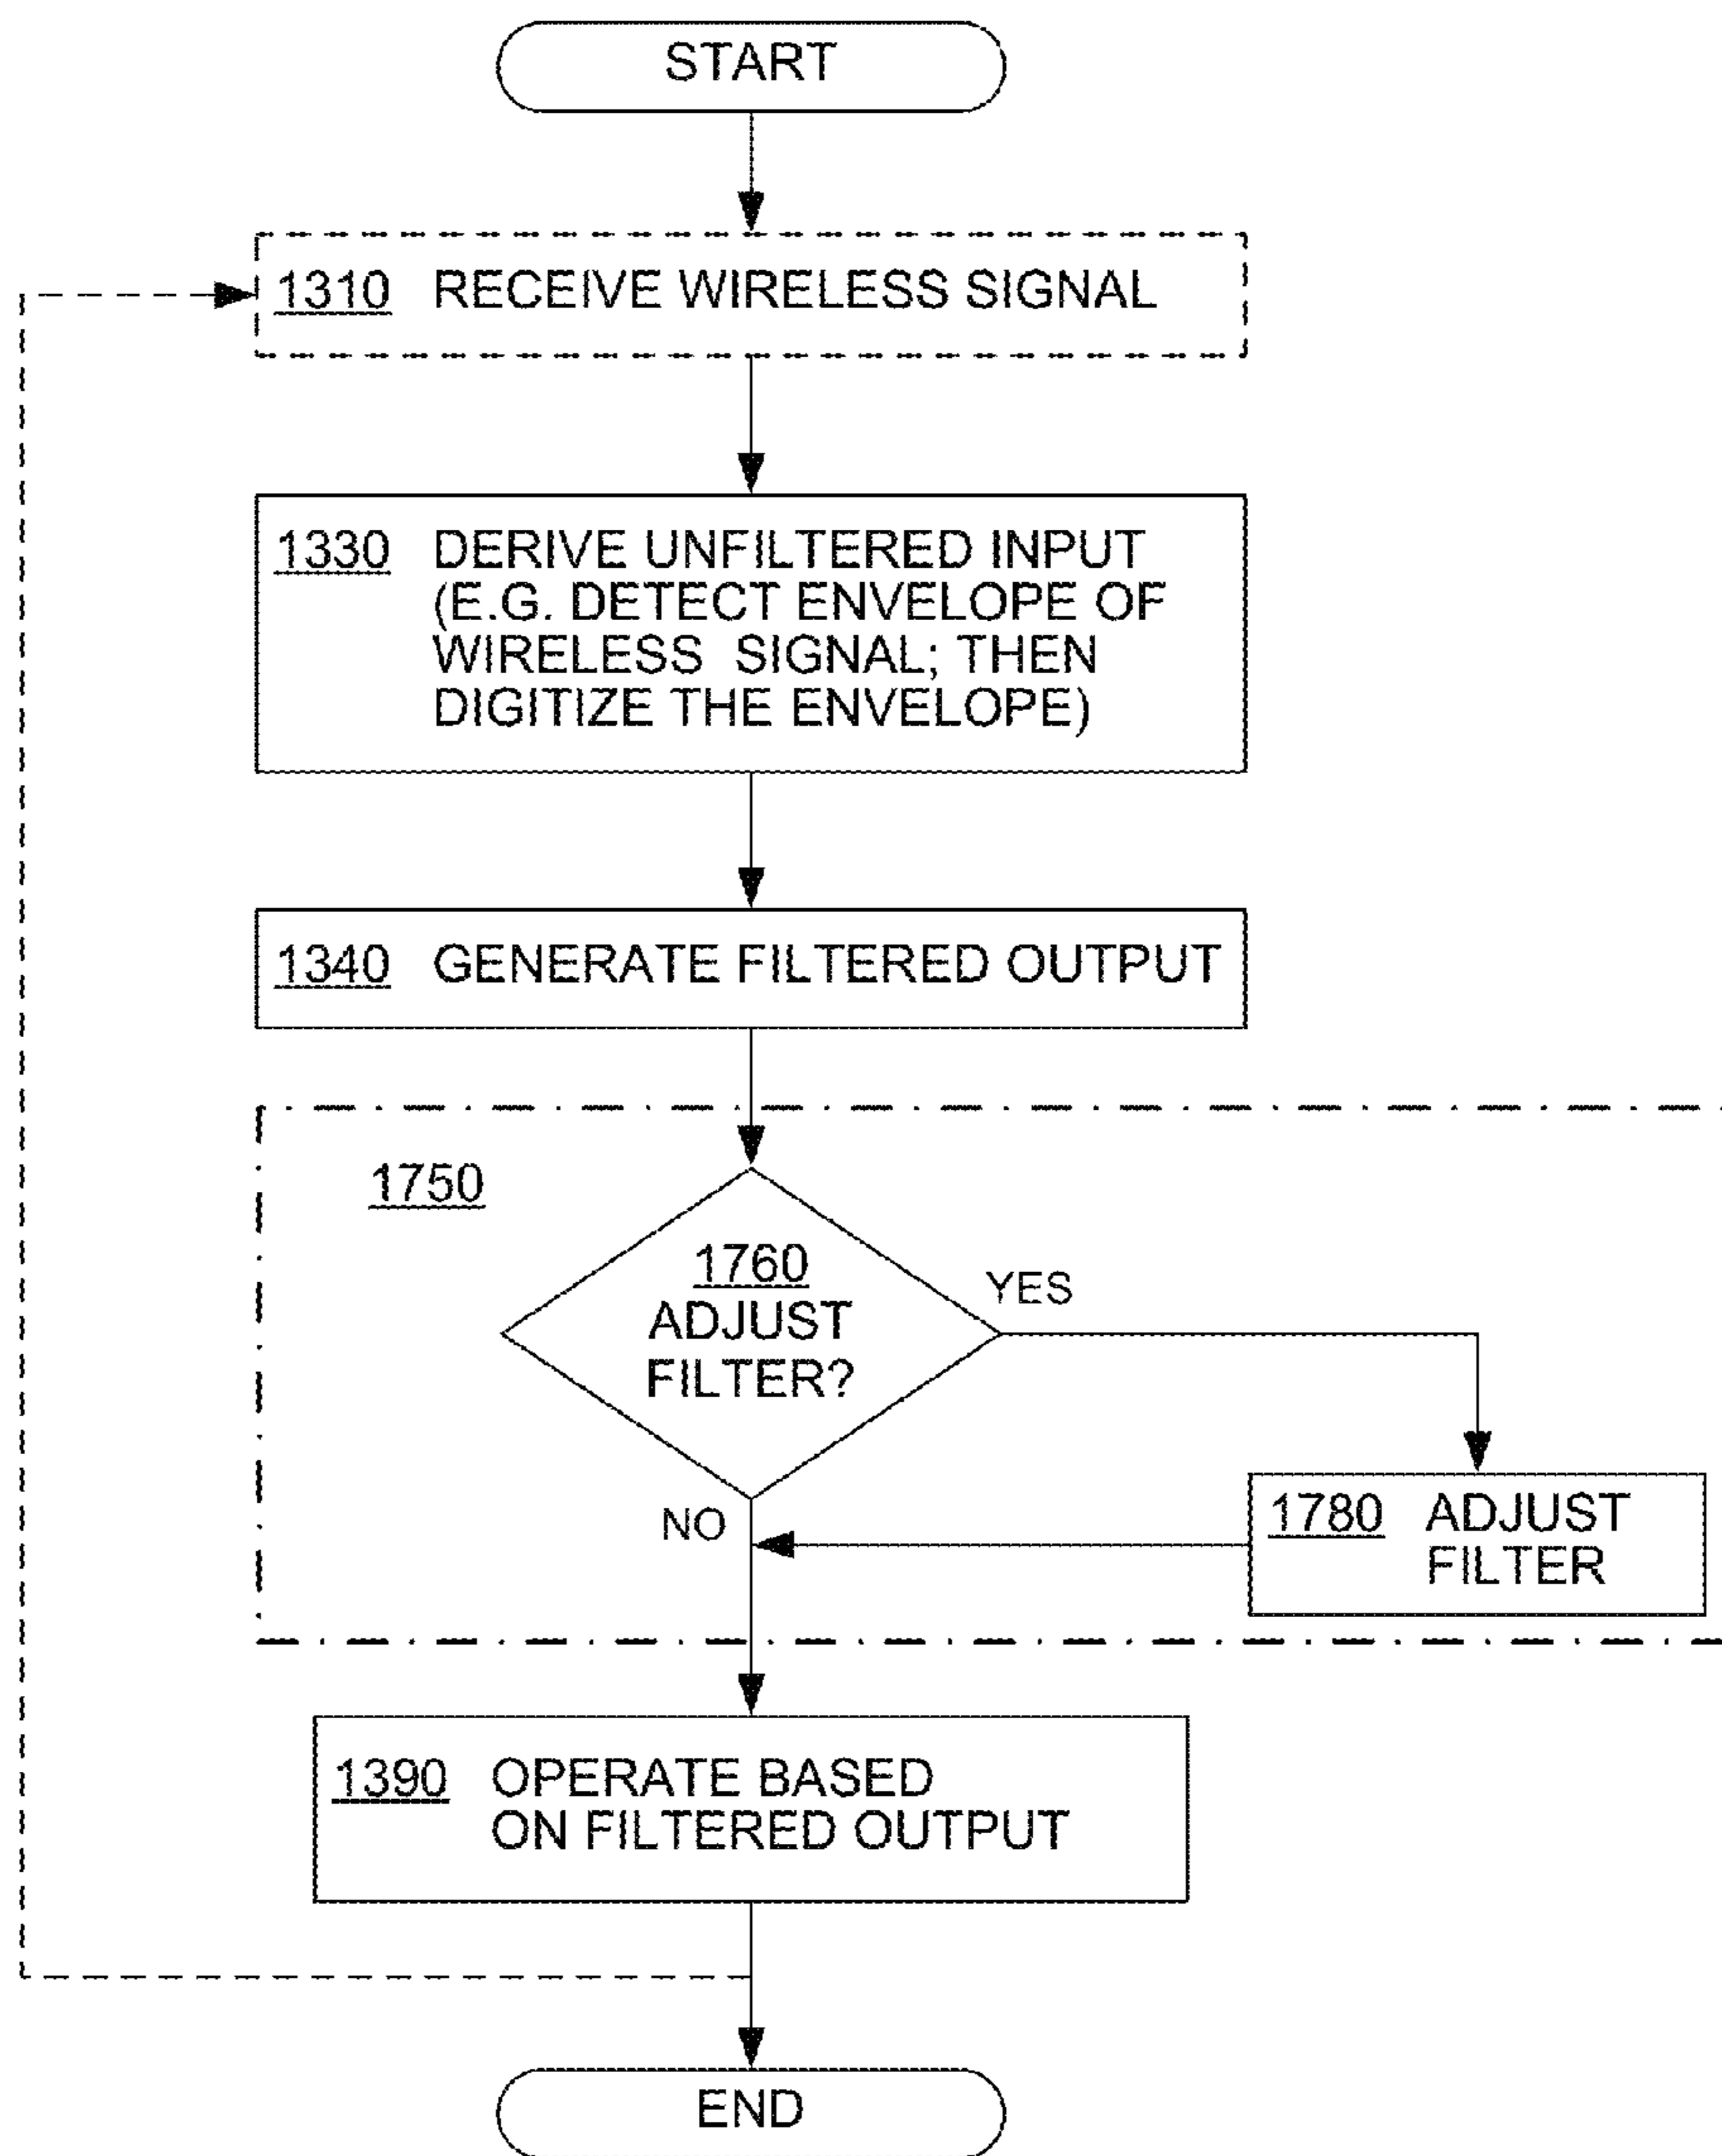 START
1310 RECEIVE WIRELESS SIGNAL
1330 DERIVE UNFILTERED INPUT
(E.G. DETECT ENVELOPE OF
WIRELESS SIGNAL; THEN
DIGITIZE THE ENVELOPE)
1340 GENERATE FILTERED OUTPUT
1750
1760
ADJUST
FILTER?
YES
NO
1780 ADJUST
FILTER
1390 OPERATE BASED
ON FILTERED OUTPUT
END